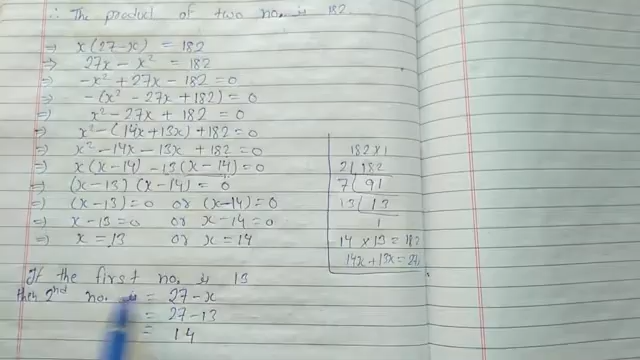 ∴ The product of two no. is 182.
⇒ x(27-x) = 182
⇒ 27x - x² = 182
⇒ -x² + 27x - 182 = 0
⇒ -(x² - 27x + 182) = 0
⇒ x² - 27x + 182 = 0
⇒ x² - (14x+13x) + 182 = 0
⇒ x² - 14x - 13x + 182 = 0
⇒ x(x-14) - 13(x-14) = 0
⇒ (x-13) (x-14) = 0
⇒ (x-13) = 0 or (x-14) = 0
⇒ x-13 = 0 or x-14 = 0
⇒ x = 13 or x = 14
182 x 1
2 182
7 91
13 13
1
14 x 13 = 182
14x + 13x = 27x
If the first no. is 13
then 2nd no. is = 27 - x
= 27 - 13
= 14